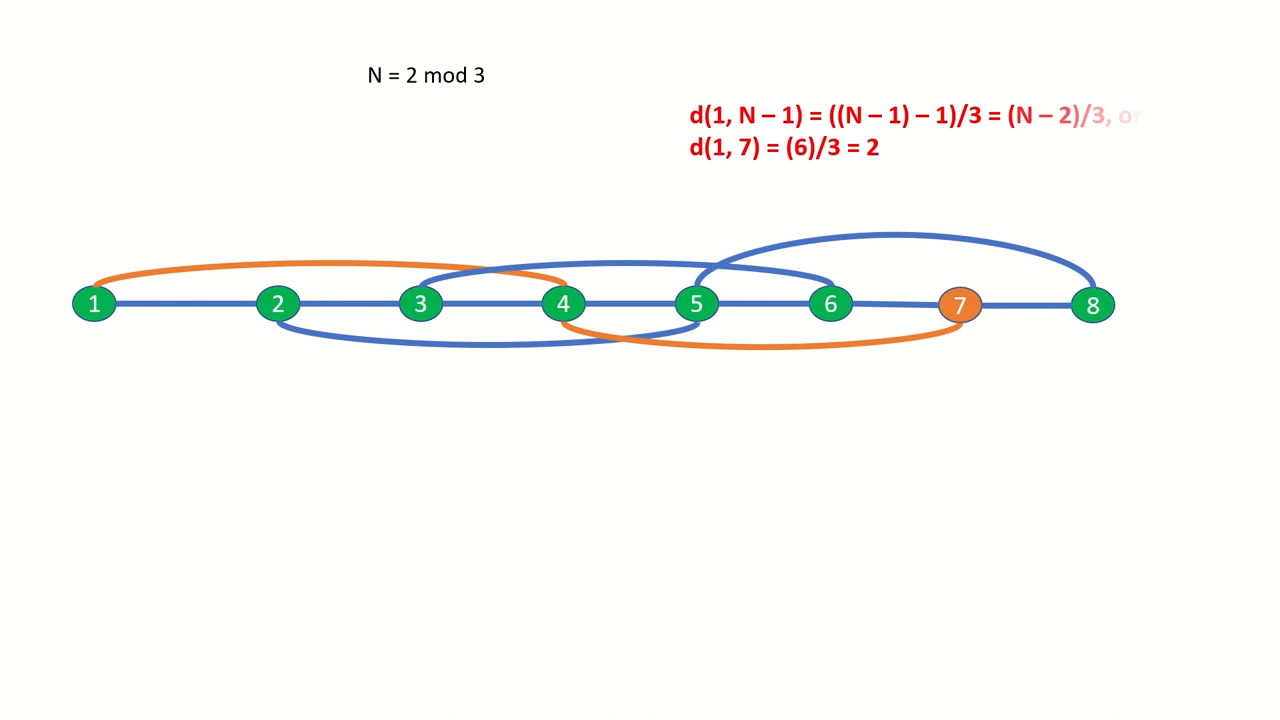 N = 2 mod 3
d(1, N – 1) = ((N – 1) – 1)/3 = (N – 2)/3, or
d(1, 7) = (6)/3 = 2
1 2 3 4 5 6 7 8